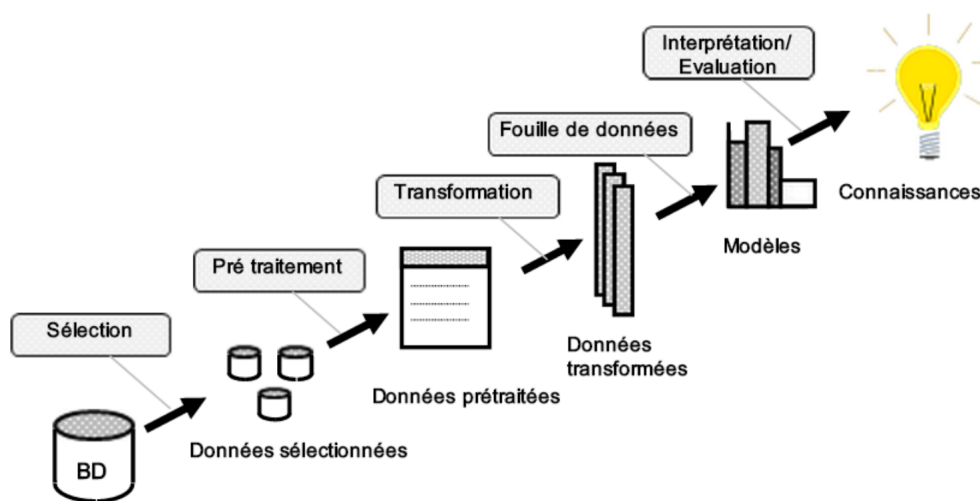 Interprétation/
Evaluation
Fouille de données
Transformation
Connaissances
Modèles
Pré traitement
Sélection
Données
transformées
Données prétraitées
Données sélectionnées
BD